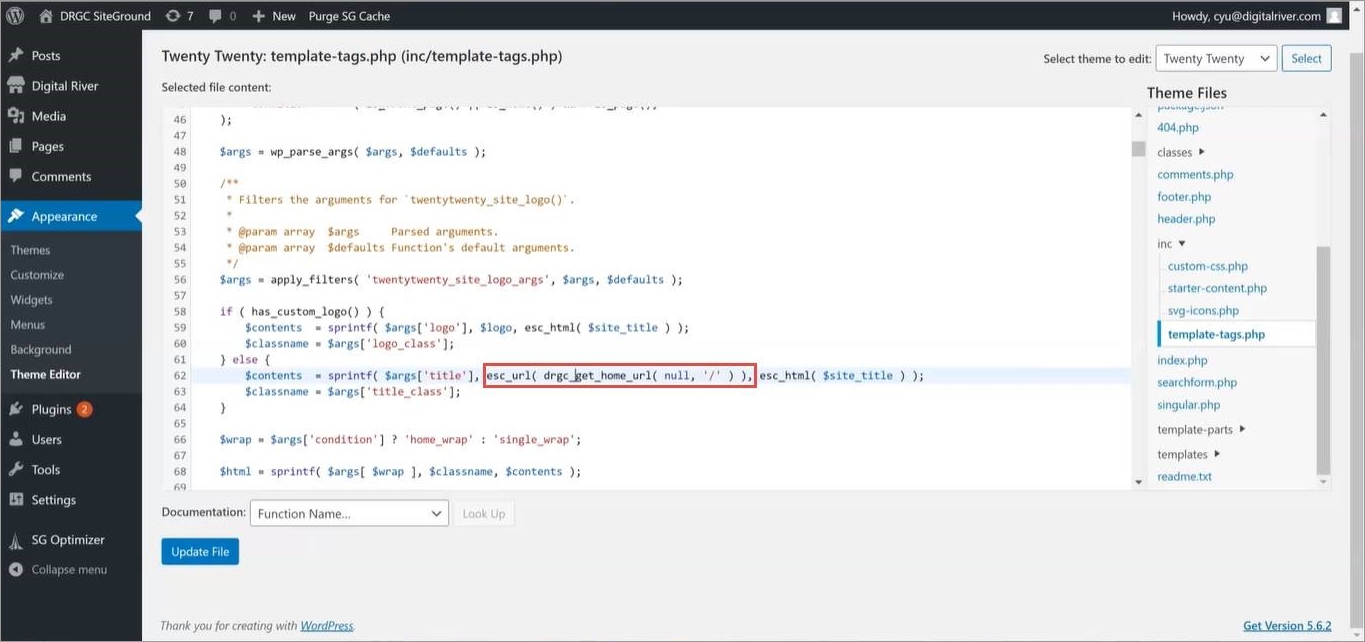 DRGC SiteGround 7 0 New Purge SG Cache Howdy, cyu@digitalriver.com
Posts
Digital River
Media
Pages
Comments
Appearance
Themes
Customize
Widgets
Menus
Background
Theme Editor
Plugins 2
Users
Tools
Settings
SG Optimizer
Collapse menu
Twenty Twenty: template-tags.php (inc/template-tags.php)
Select theme to edit: Twenty Twenty Select
Selected file content:
46 );
47
48 $args = wp_parse_args( $args, $defaults );
49
50 /**
51 * Filters the arguments for `twentytwenty_site_logo()`.
52 *
53 * @param array $args Parsed arguments.
54 * @param array $defaults Function's default arguments.
55 */
56 $args = apply_filters( 'twentytwenty_site_logo_args', $args, $defaults );
57
58 if ( has_custom_logo() ) {
59 $contents = sprintf( $args['logo'], $logo, esc_html( $site_title ) );
60 $classname = $args['logo_class'];
61 } else {
62 $contents = sprintf( $args['title'], esc_url( drgc_get_home_url( null, '/' ) ), esc_html( $site_title ) );
63 $classname = $args['title_class'];
64 }
65
66 $wrap = $args['condition'] ? 'home_wrap' : 'single_wrap';
67
68 $html = sprintf( $args[ $wrap ], $classname, $contents );
69
Theme Files
package.json
404.php
classes
comments.php
footer.php
header.php
inc
custom-css.php
starter-content.php
svg-icons.php
template-tags.php
index.php
searchform.php
singular.php
template-parts
templates
readme.txt
Documentation: Function Name... Look Up
Update File
Thank you for creating with WordPress.
Get Version 5.6.2